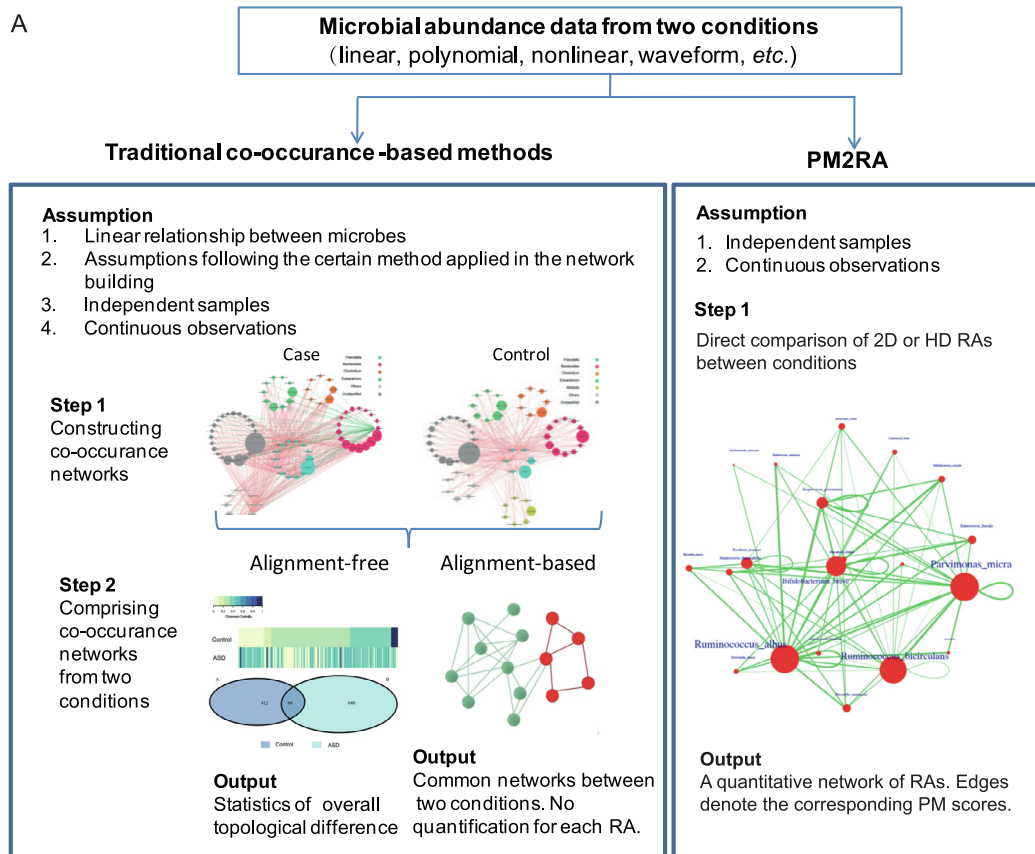 A
Microbial abundance data from two conditions
(linear, polynomial, nonlinear, waveform, etc.)
Traditional co-occurance -based methods
Assumption
1. Linear relationship between microbes
2. Assumptions following the certain method applied in the network
building
3. Independent samples
4. Continuous observations
Case
Control
Step 1
Constructing
co-occurance
networks
Alignment-free
Alignment-based
Step 2
Comprising
co-occurance
networks
from two
conditions
Control
ASD
A
B
Control
ASD
Output
Statistics of overall
topological difference
Output
Common networks between
two conditions. No
quantification for each RA.
PM2RA
Assumption
1. Independent samples
2. Continuous observations
Step 1
Direct comparison of 2D or HD RAs
between conditions
Parvimonas_micra
Bifidobacterium_breve
Ruminococcus_albus
Ruminococcus_bicirculans
Output
A quantitative network of RAs. Edges
denote the corresponding PM scores.